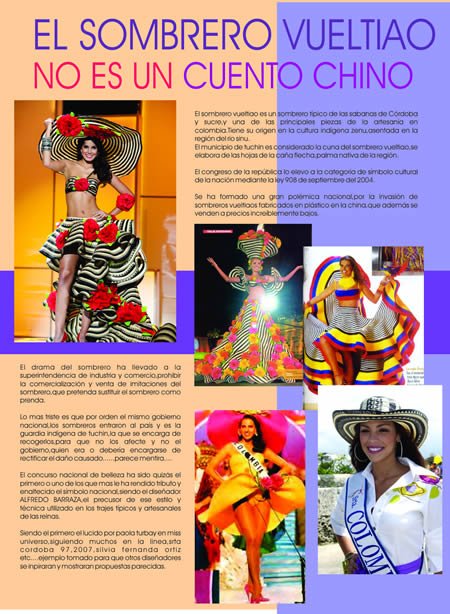 EL SOMBRERO VUELTIAO
NO ES UN CUENTO CHINO
El sombrero vueltiao es un sombrero típico de las sabanas de Córdoba
y sucre,y una de las principales piezas de la artesania en
colombia.Tiene su origen en la cultura indigena zenu,asentada en la
región del rio sinu.
El municipio de tuchin es considerado la cuna del sombrero vueltiao,se
elabora de las hojas de la caña flecha,palma nativa de la región.
El congreso de la república lo elevo a la categoria de simbolo cultural
de la nación mediante la ley 908 de septiembre del 2004.
Se ha formado una gran polémica nacional,por la invasión de
sombreros vueltiaos fabricados en plástico en la china,que además se
venden a precios increíblemente bajos.
El drama del sombrero ha llevado a la
superintendencia de industria y comercio,prohibir
la comercialización y venta de imitaciones del
sombrero,que pretenda sustituir el sombrero como
prenda.
Lo mas triste es que por orden el mismo gobierno
nacional,los sombreros entraron al país y es la
guardia indigena de tuchin,la que se encarga de
recogerlos,para que no los afecte y no el
gobierno,quien era o debería encargarse de
rectificar el daño causado.......parece mentira....
El concurso nacional de belleza ha sido quizás el
primero o uno de los que mas le ha rendido tributo y
enaltecido el simbolo nacional,siendo el diseñador
ALFREDO BARRAZA,el precusor de ese estilo y
técnica utilizado en los trajes típicos y artesanales
de las reinas.
Siendo el primero el lucido por paola turbay en miss
universo,siguiendo muchos en la linea,srta
cordoba 97,2007,silvia fernanda ortiz
etc....ejemplo tomado para que otros diseñadores
se inpiraran y mostraran propuestas parecidas.
COLOMBIA
Srta.
COLOM